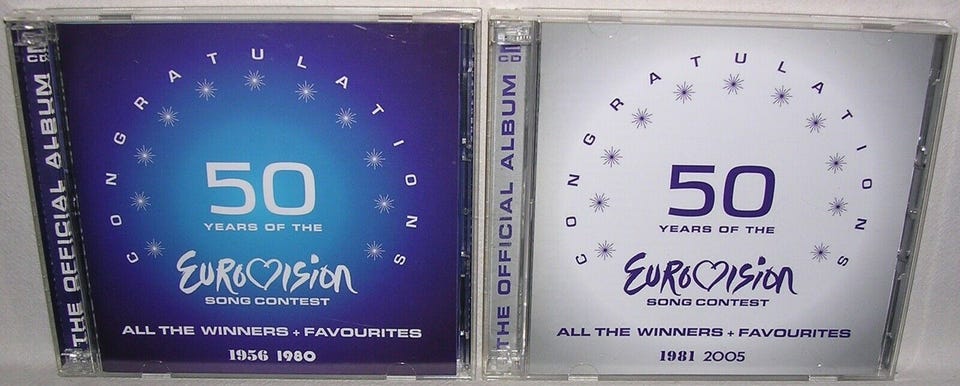 THE OFFICIAL ALBUM
CONGRATULATIONS
50
YEARS OF THE
EUROVISION
SONG CONTEST
ALL THE WINNERS + FAVOURITES
1956 1980
THE OFFICIAL ALBUM
CONGRATULATIONS
50
YEARS OF THE
EUROVISION
SONG CONTEST
ALL THE WINNERS + FAVOURITES
1981 2005